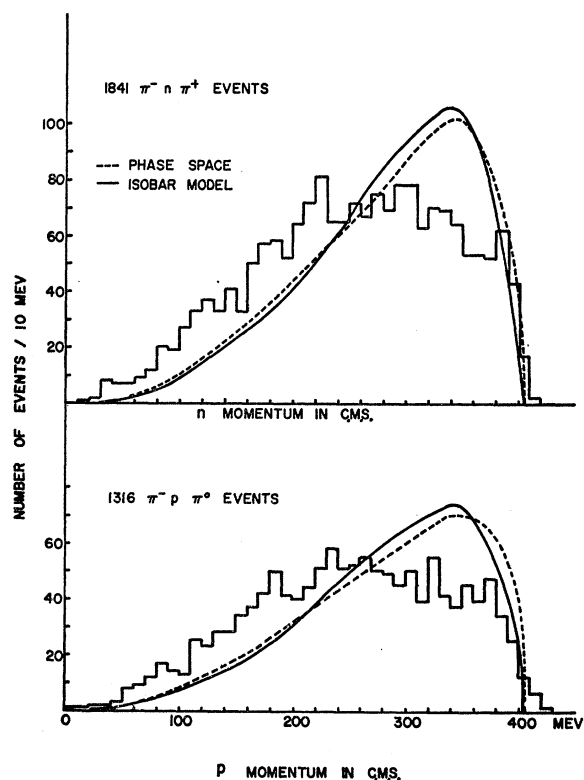 1841 π⁻ n π⁺ EVENTS
PHASE SPACE
ISOBAR MODEL
100
80
60
40
20
n MOMENTUM IN C.M.S.
NUMBER OF EVENTS / 10 MEV
1316 π⁻ p π⁰ EVENTS
60
40
20
0 100 200 300 400 MEV
p MOMENTUM IN C.M.S.